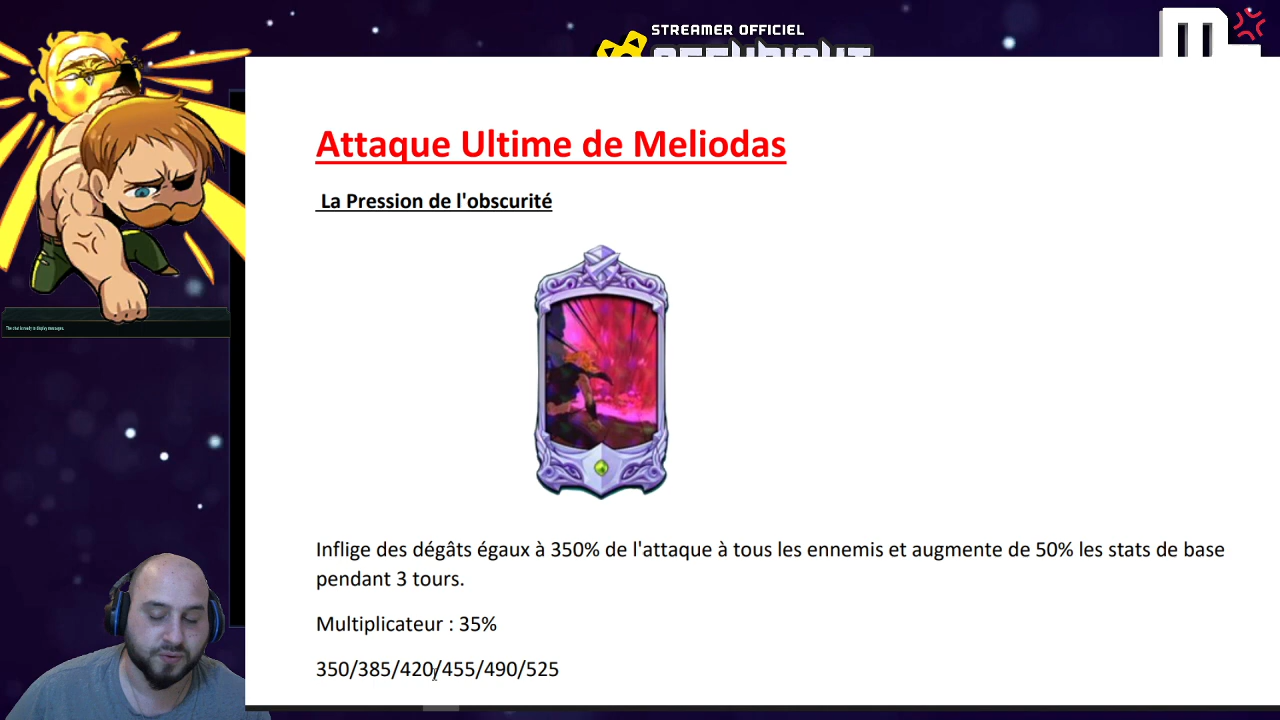 STREAMER OFFICIEL
Attaque Ultime de Meliodas
La Pression de l'obscurité
Inflige des dégâts égaux à 350% de l'attaque à tous les ennemis et augmente de 50% les stats de base
pendant 3 tours.
Multiplicateur : 35%
350/385/420/455/490/525